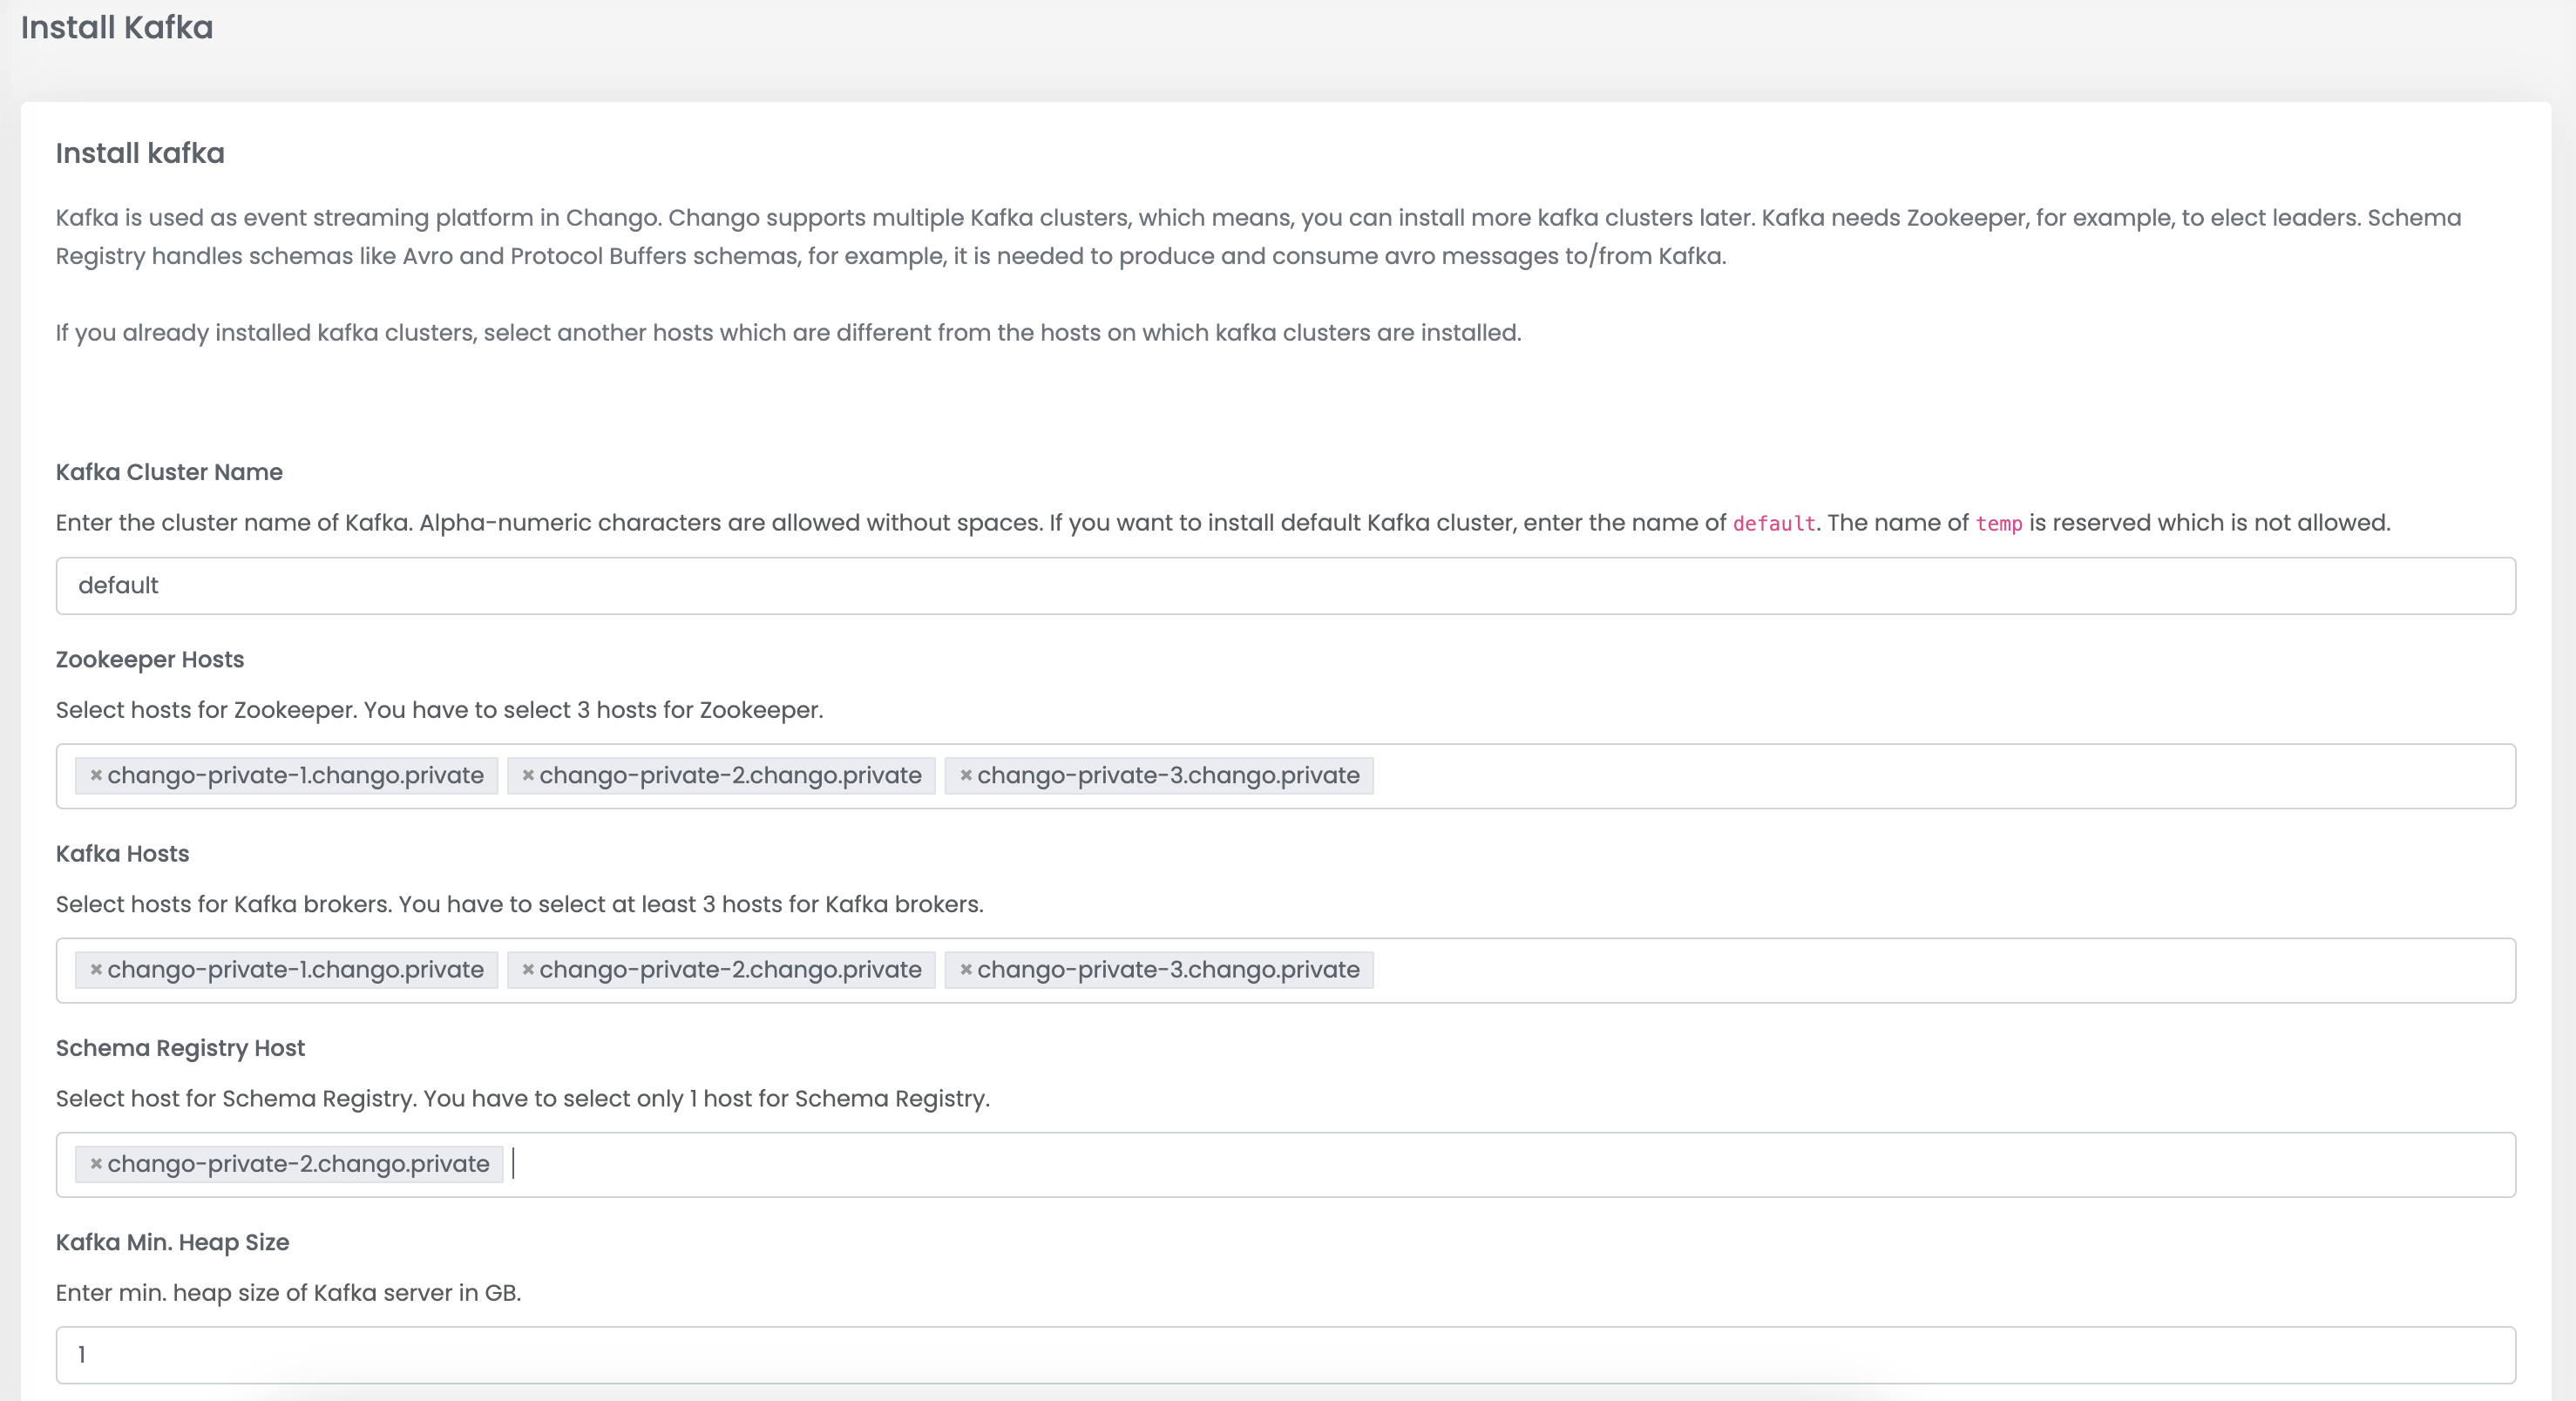 Install Kafka
Install kafka
Kafka is used as event streaming platform in Chango. Chango supports multiple Kafka clusters, which means, you can install more kafka clusters later. Kafka needs Zookeeper, for example, to elect leaders. Schema
Registry handles schemas like Avro and Protocol Buffers schemas, for example, it is needed to produce and consume avro messages to/from Kafka.
If you already installed kafka clusters, select another hosts which are different from the hosts on which kafka clusters are installed.
Kafka Cluster Name
Enter the cluster name of Kafka. Alpha-numeric characters are allowed without spaces. If you want to install default Kafka cluster, enter the name of default. The name of temp is reserved which is not allowed.
default
Zookeeper Hosts
Select hosts for Zookeeper. You have to select 3 hosts for Zookeeper.
×chango-private-1.chango.private ×chango-private-2.chango.private ×chango-private-3.chango.private
Kafka Hosts
Select hosts for Kafka brokers. You have to select at least 3 hosts for Kafka brokers.
×chango-private-1.chango.private ×chango-private-2.chango.private ×chango-private-3.chango.private
Schema Registry Host
Select host for Schema Registry. You have to select only 1 host for Schema Registry.
×chango-private-2.chango.private
Kafka Min. Heap Size
Enter min. heap size of Kafka server in GB.
1